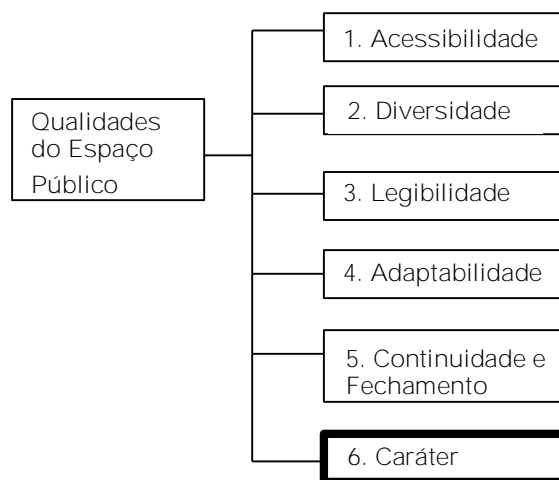 Qualidades
do Espaço
Público
1. Acessibilidade
2. Diversidade
3. Legibilidade
4. Adaptabilidade
5. Continuidade e
Fechamento
6. Caráter